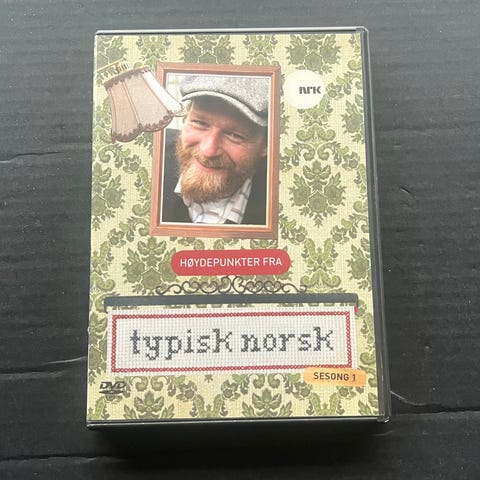 NRK
HØYDEPUNKTER FRA
typisk norsk
SESONG 1
DVD